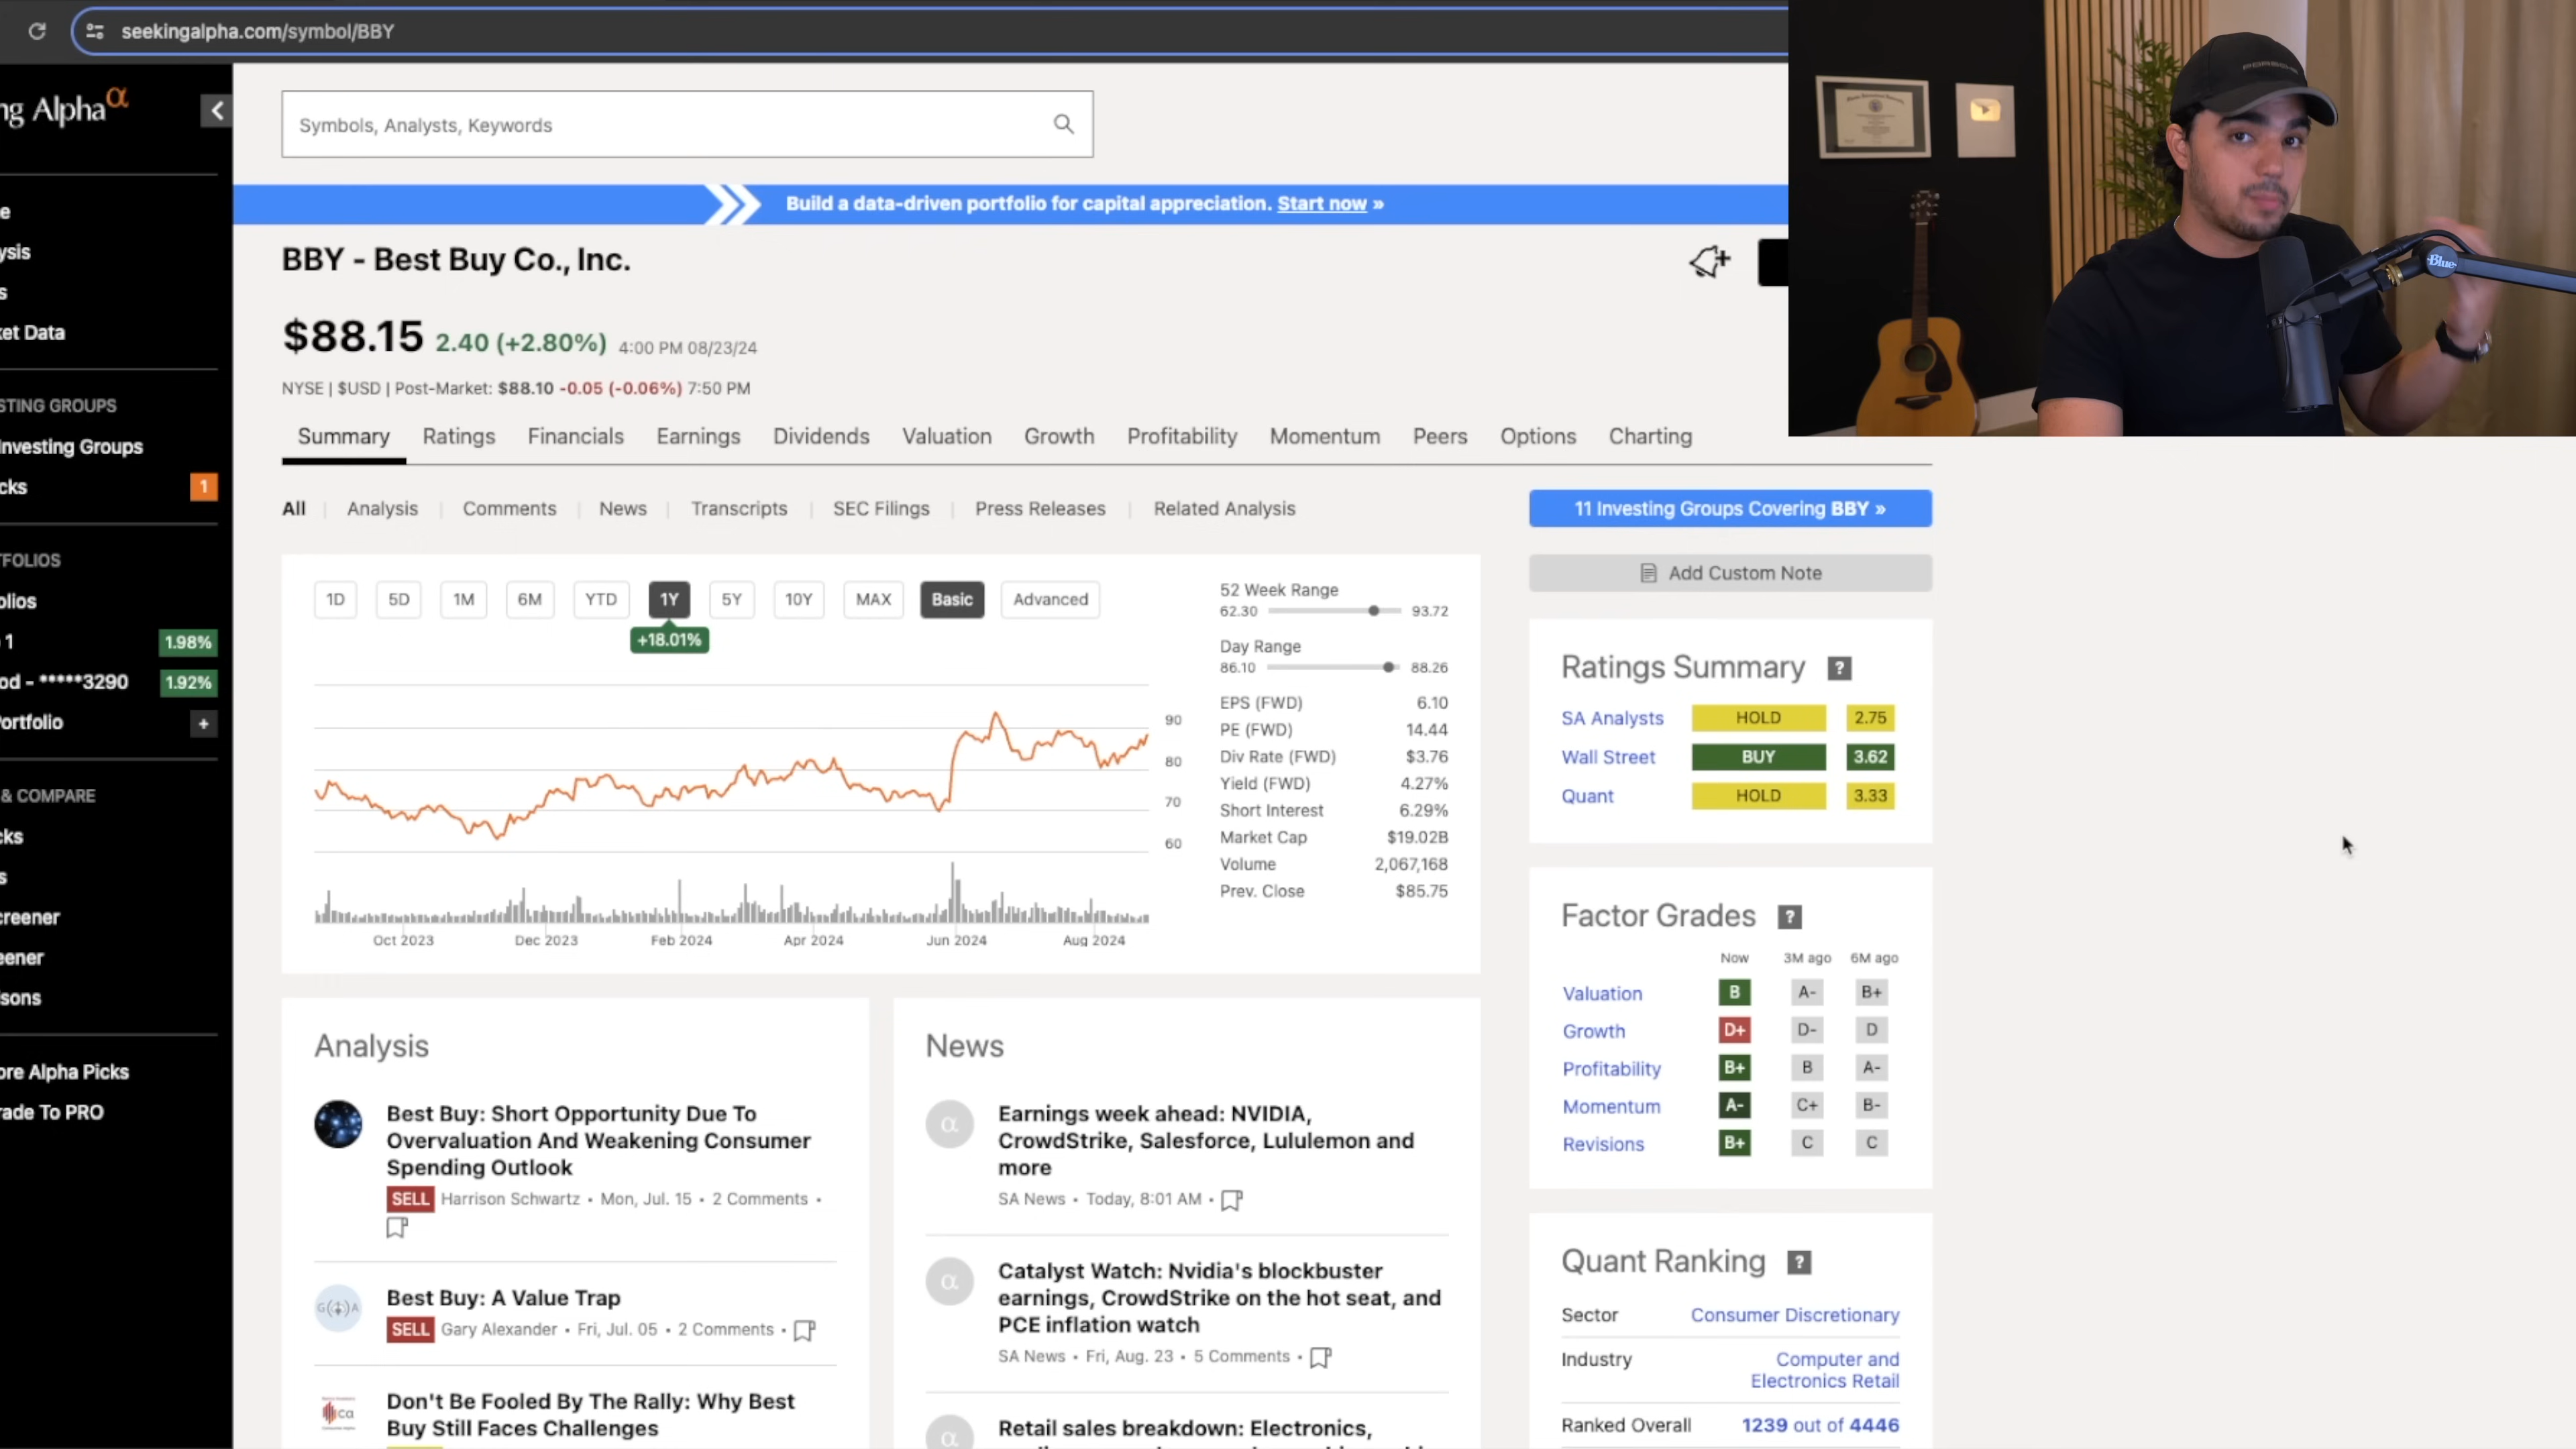 seekingalpha.com/symbol/BBY
ng Alphaα
Symbols, Analysts, Keywords
Build a data-driven portfolio for capital appreciation. Start now »
e
ysis
s
ket Data
STING GROUPS
Investing Groups
cks 1
TFOLIOS
olios
1 1.98%
od - *****3290 1.92%
Portfolio +
& COMPARE
cks
s
creener
eener
isons
ore Alpha Picks
rade To PRO
BBY - Best Buy Co., Inc.
$88.15 2.40 (+2.80%) 4:00 PM 08/23/24
NYSE | $USD | Post-Market: $88.10 -0.05 (-0.06%) 7:50 PM
Summary Ratings Financials Earnings Dividends Valuation Growth Profitability Momentum Peers Options Charting
All | Analysis | Comments | News | Transcripts | SEC Filings | Press Releases | Related Analysis
1D 5D 1M 6M YTD 1Y 5Y 10Y MAX Basic Advanced
+18.01%
90
80
70
60
Oct 2023 Dec 2023 Feb 2024 Apr 2024 Jun 2024 Aug 2024
52 Week Range
62.30 93.72
Day Range
86.10 88.26
EPS (FWD) 6.10
PE (FWD) 14.44
Div Rate (FWD) $3.76
Yield (FWD) 4.27%
Short Interest 6.29%
Market Cap $19.02B
Volume 2,067,168
Prev. Close $85.75
Analysis
Best Buy: Short Opportunity Due To
Overvaluation And Weakening Consumer
Spending Outlook
SELL Harrison Schwartz • Mon, Jul. 15 • 2 Comments •
G A
Best Buy: A Value Trap
SELL Gary Alexander • Fri, Jul. 05 • 2 Comments •
ca
Don't Be Fooled By The Rally: Why Best
Buy Still Faces Challenges
News
α
Earnings week ahead: NVIDIA,
CrowdStrike, Salesforce, Lululemon and
more
SA News • Today, 8:01 AM •
α
Catalyst Watch: Nvidia's blockbuster
earnings, CrowdStrike on the hot seat, and
PCE inflation watch
SA News • Fri, Aug. 23 • 5 Comments •
α
Retail sales breakdown: Electronics,
11 Investing Groups Covering BBY »
Add Custom Note
Ratings Summary ?
SA Analysts HOLD 2.75
Wall Street BUY 3.62
Quant HOLD 3.33
Factor Grades ?
Now 3M ago 6M ago
Valuation B A- B+
Growth D+ D- D
Profitability B+ B A-
Momentum A- C+ B-
Revisions B+ C C
Quant Ranking ?
Sector Consumer Discretionary
Industry Computer and
Electronics Retail
Ranked Overall 1239 out of 4446
PORSCHE
Blue